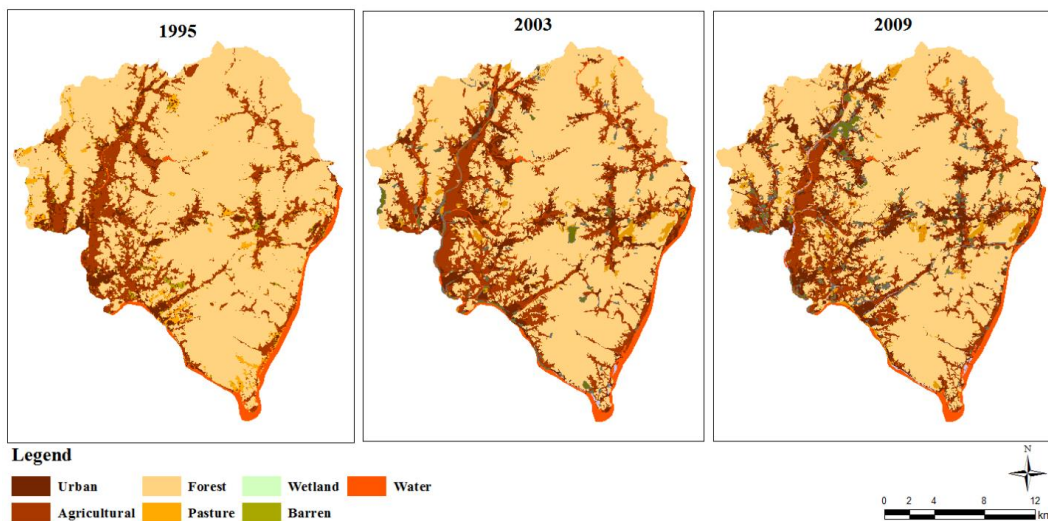 1995
2003
2009
Legend
Urban
Forest
Wetland
Water
Agricultural
Pasture
Barren
N
0 2 4 8 12
km